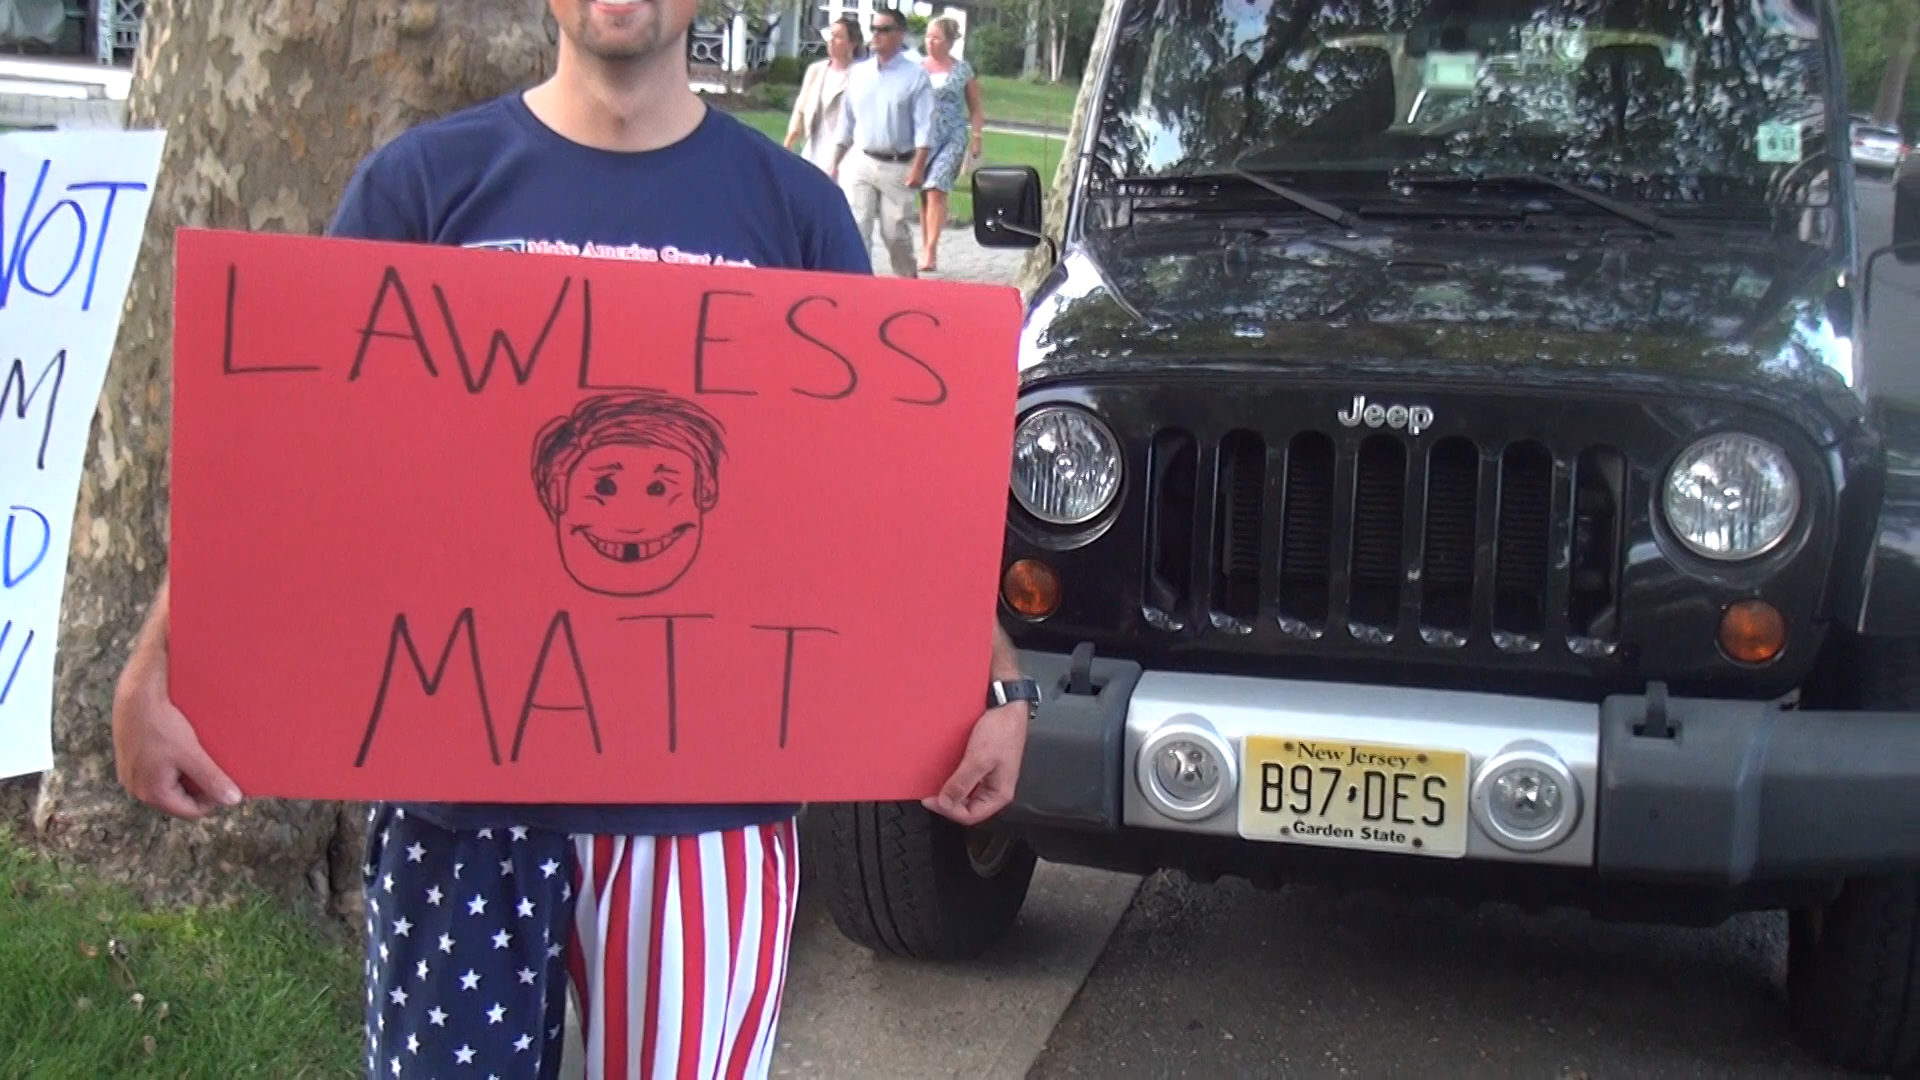 NOT
M
D
Make America Great Again
LAWLESS
MATT
Jeep
New Jersey
B97 DES
Garden State